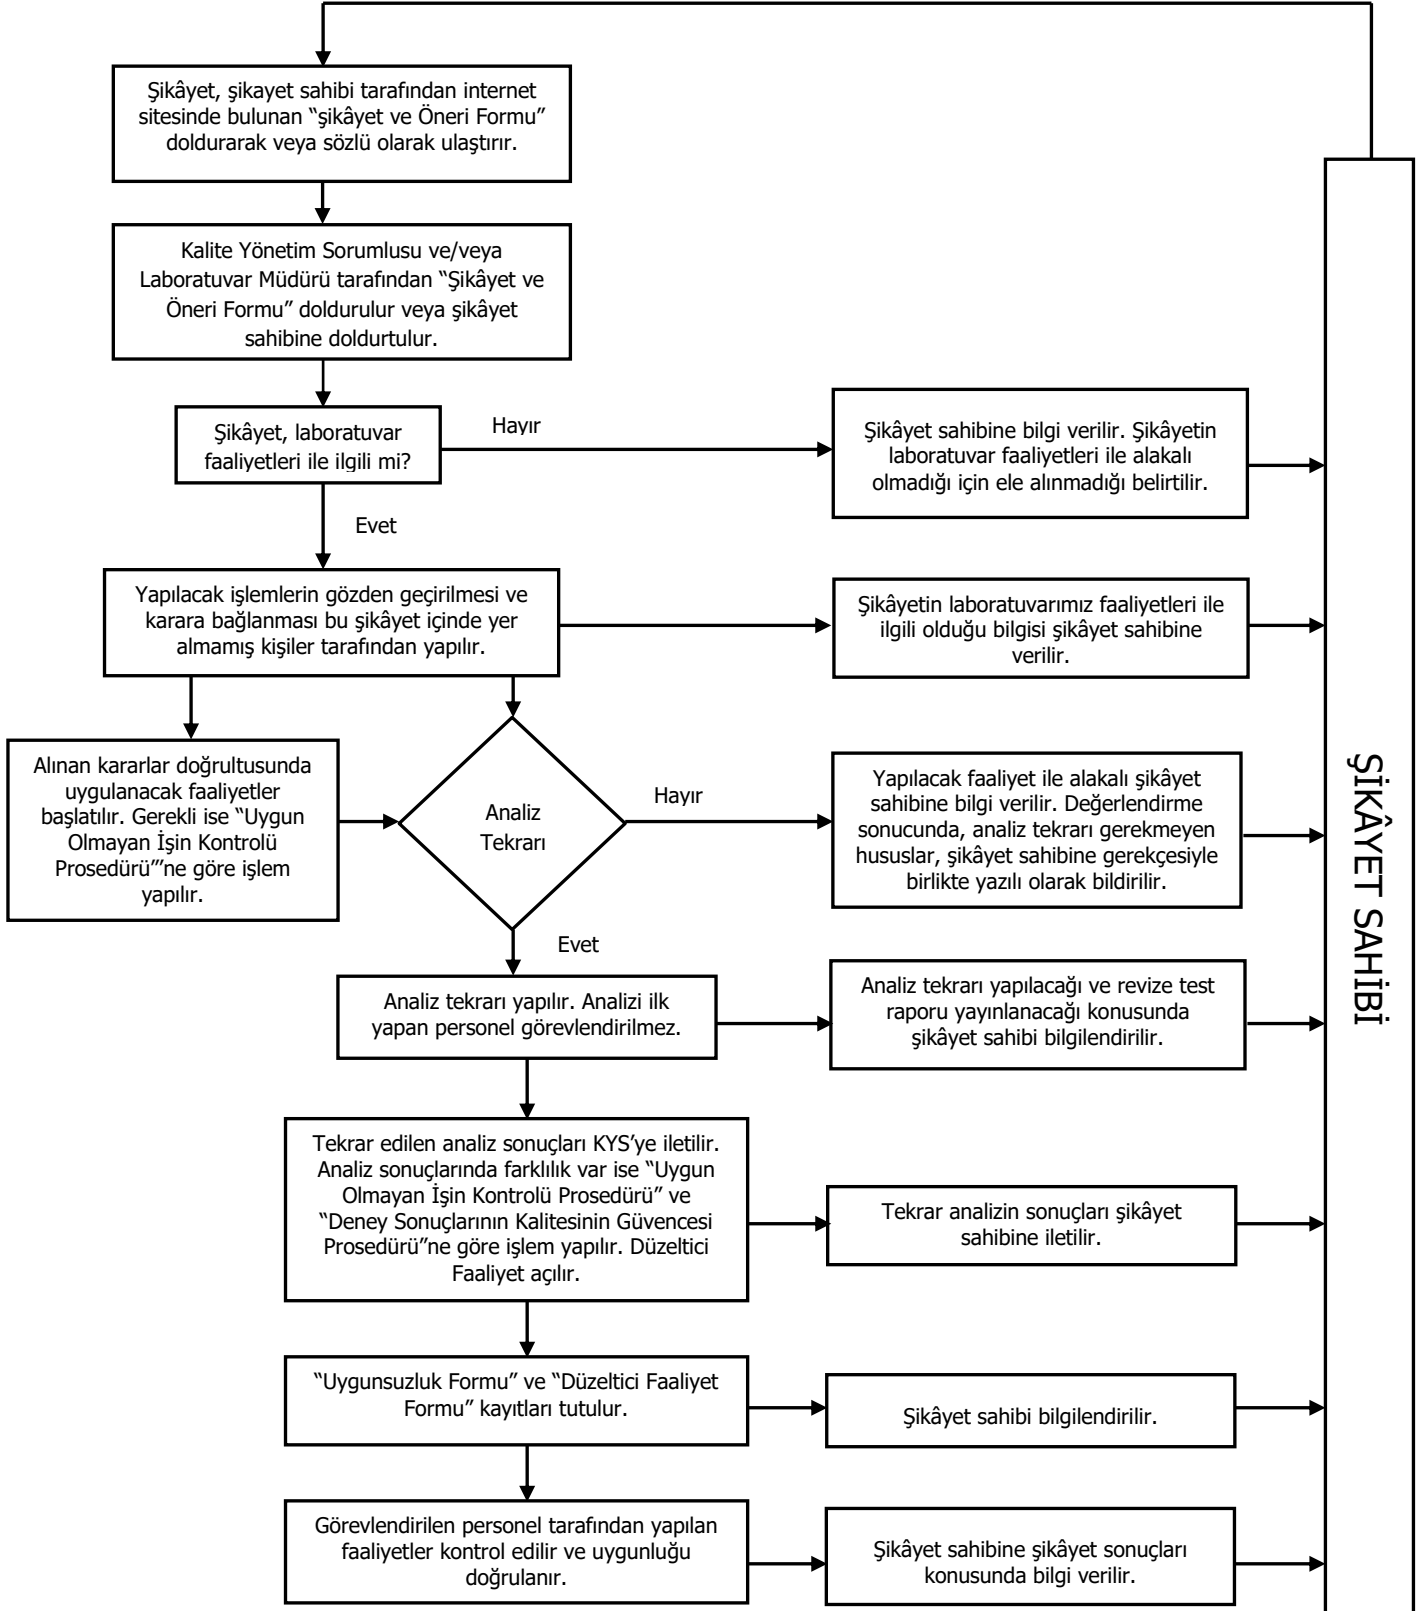 Şikâyet, şikayet sahibi tarafından internet
sitesinde bulunan “şikâyet ve Öneri Formu”
doldurarak veya sözlü olarak ulaştırır.
Kalite Yönetim Sorumlusu ve/veya
Laboratuvar Müdürü tarafından “Şikâyet ve
Öneri Formu” doldurulur veya şikâyet
sahibine doldurtulur.
Şikâyet, laboratuvar
faaliyetleri ile ilgili mi?
Hayır
Şikâyet sahibine bilgi verilir. Şikâyetin
laboratuvar faaliyetleri ile alakalı
olmadığı için ele alınmadığı belirtilir.
Evet
Yapılacak işlemlerin gözden geçirilmesi ve
karara bağlanması bu şikâyet içinde yer
almamış kişiler tarafından yapılır.
Şikâyetin laboratuvarımız faaliyetleri ile
ilgili olduğu bilgisi şikâyet sahibine
verilir.
Alınan kararlar doğrultusunda
uygulanacak faaliyetler
başlatılır. Gerekli ise “Uygun
Olmayan İşin Kontrolü
Prosedürü”’ne göre işlem
yapılır.
Analiz
Tekrarı
Hayır
Yapılacak faaliyet ile alakalı şikâyet
sahibine bilgi verilir. Değerlendirme
sonucunda, analiz tekrarı gerekmeyen
hususlar, şikâyet sahibine gerekçesiyle
birlikte yazılı olarak bildirilir.
Evet
Analiz tekrarı yapılır. Analizi ilk
yapan personel görevlendirilmez.
Analiz tekrarı yapılacağı ve revize test
raporu yayınlanacağı konusunda
şikâyet sahibi bilgilendirilir.
Tekrar edilen analiz sonuçları KYS’ye iletilir.
Analiz sonuçlarında farklılık var ise “Uygun
Olmayan İşin Kontrolü Prosedürü” ve
“Deney Sonuçlarının Kalitesinin Güvencesi
Prosedürü”ne göre işlem yapılır. Düzeltici
Faaliyet açılır.
Tekrar analizin sonuçları şikâyet
sahibine iletilir.
“Uygunsuzluk Formu” ve “Düzeltici Faaliyet
Formu” kayıtları tutulur.
Şikâyet sahibi bilgilendirilir.
Görevlendirilen personel tarafından yapılan
faaliyetler kontrol edilir ve uygunluğu
doğrulanır.
Şikâyet sahibine şikâyet sonuçları
konusunda bilgi verilir.
ŞİKÂYET SAHİBİ